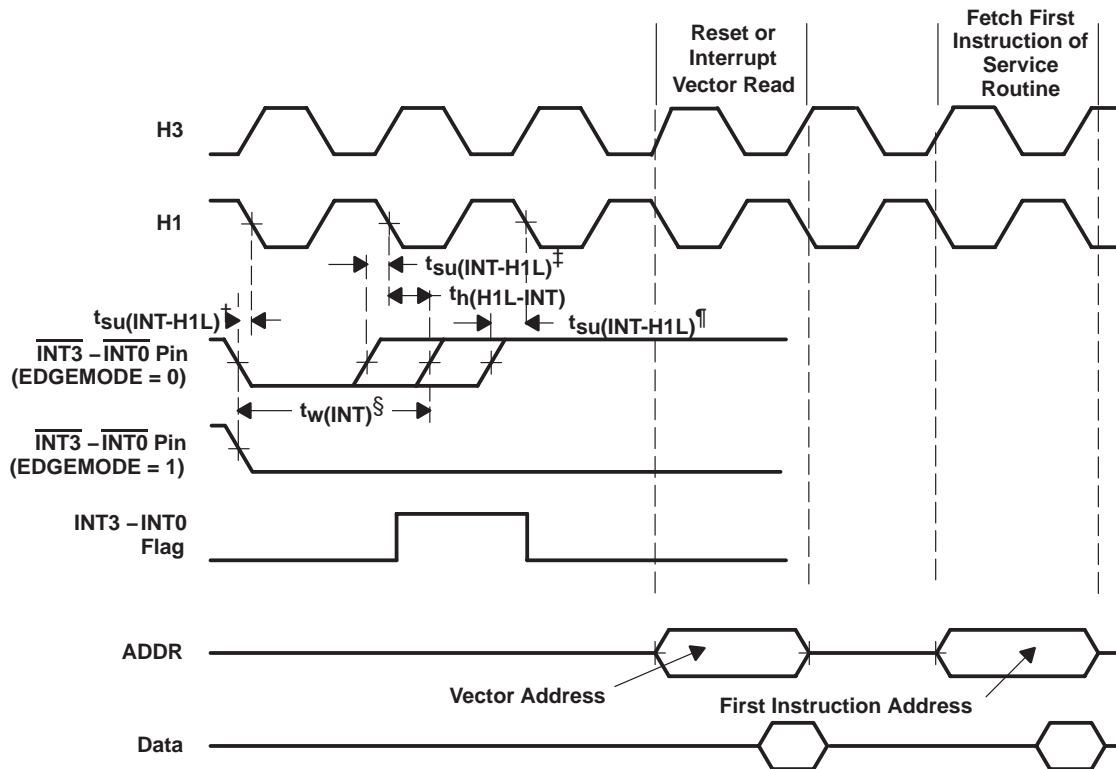 Reset or
Interrupt
Vector Read
Fetch First
Instruction of
Service
Routine
H3
H1
tsu(INT-H1L)‡
th(H1L-INT)
tsu(INT-H1L)†
tsu(INT-H1L)¶
INT3 – INT0 Pin
(EDGEMODE = 0)
tw(INT)§
INT3 – INT0 Pin
(EDGEMODE = 1)
INT3 – INT0
Flag
ADDR
Vector Address
First Instruction Address
Data